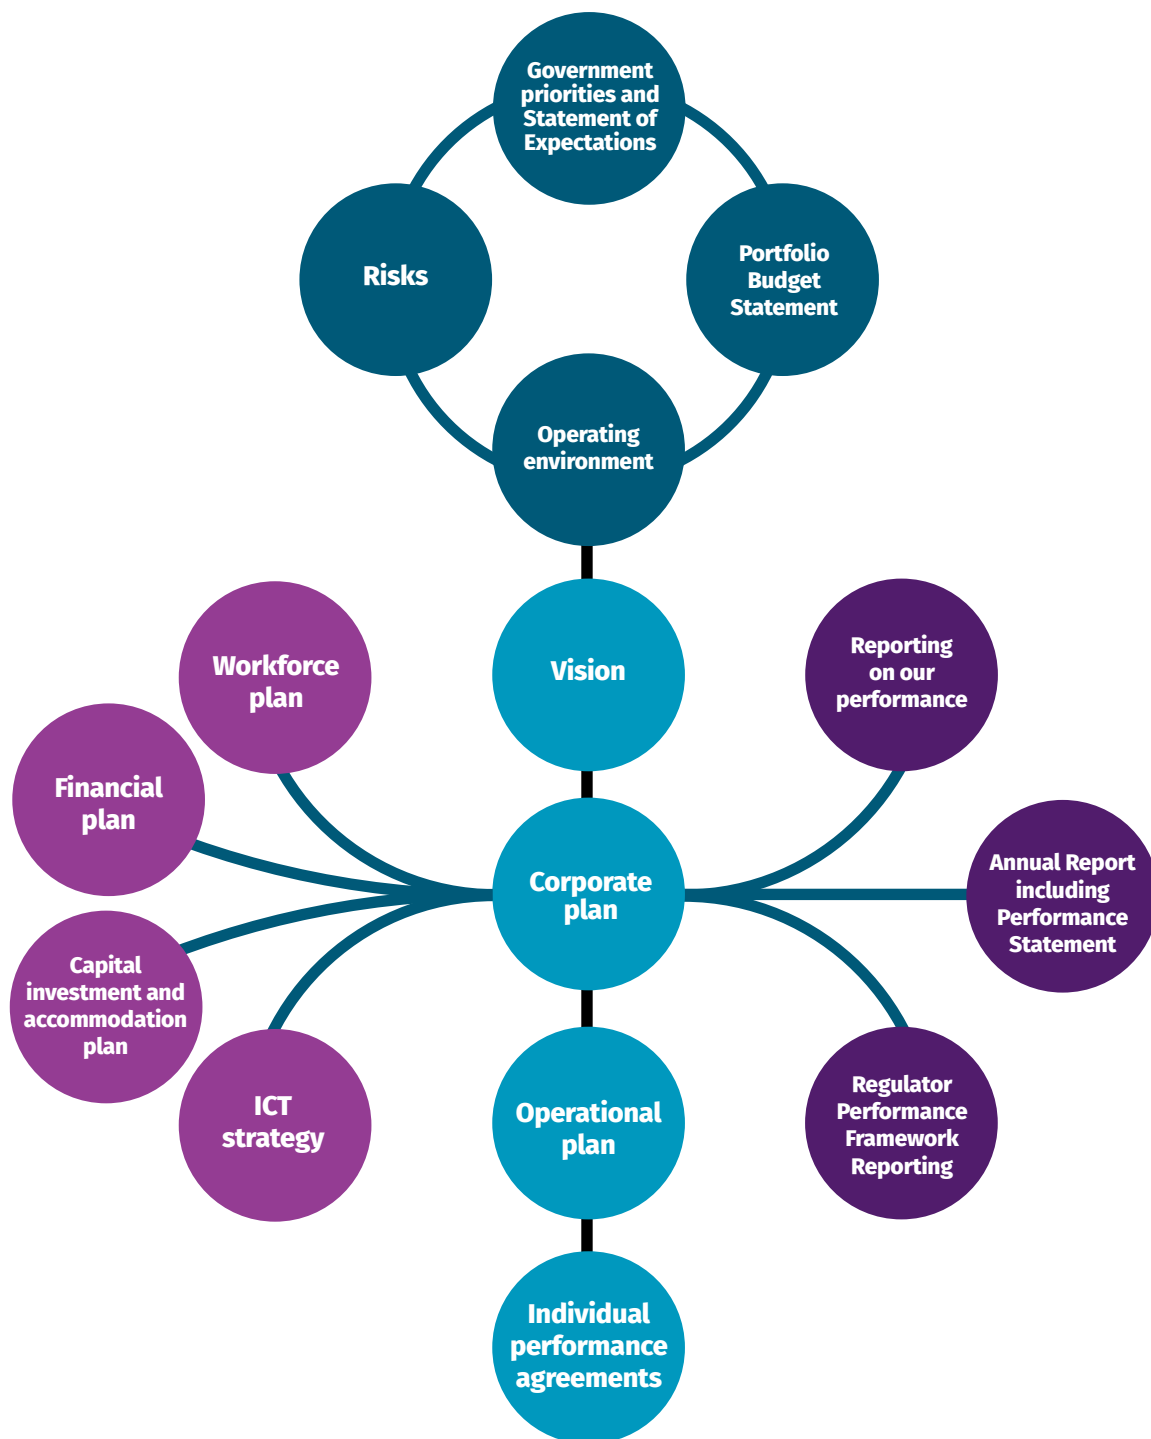 Government
priorities and
Statement of
Expectations
Risks
Portfolio
Budget
Statement
Operating
environment
Vision
Workforce
plan
Reporting
on our
performance
Financial
plan
Corporate
plan
Annual Report
including
Performance
Statement
Capital
investment and
accommodation
plan
ICT
strategy
Operational
plan
Regulator
Performance
Framework
Reporting
Individual
performance
agreements